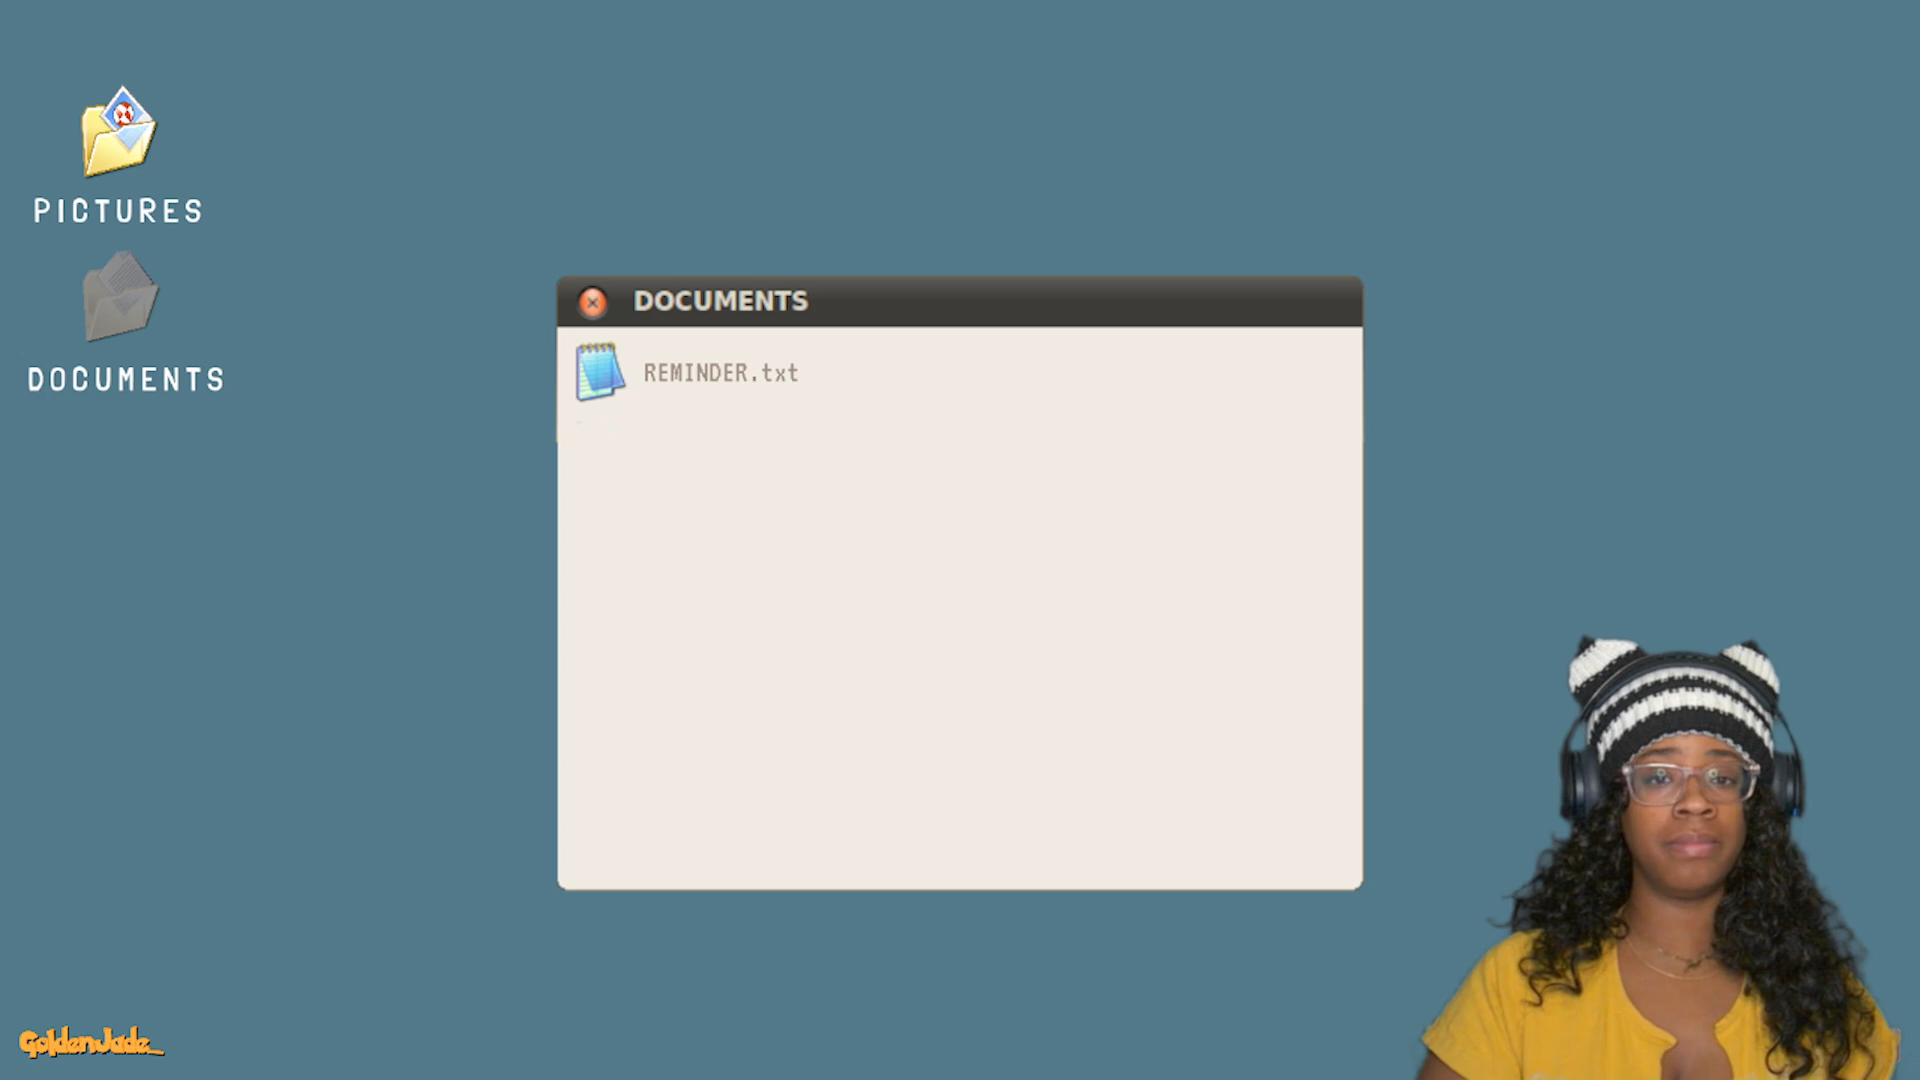 PICTURES
DOCUMENTS
DOCUMENTS
REMINDER.txt
GoldenJade_